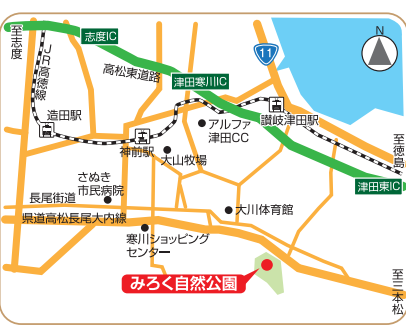 至志度
志度IC
JR高徳線
高松東道路
津田寒川IC
11
N
造田駅
アルファ
津田CC
讃岐津田駅
至徳島
神前駅
大山牧場
津田東IC
さぬき
市民病院
長尾街道
大川体育館
県道高松長尾大内線
寒川ショッピング
センター
みろく自然公園
至三本松